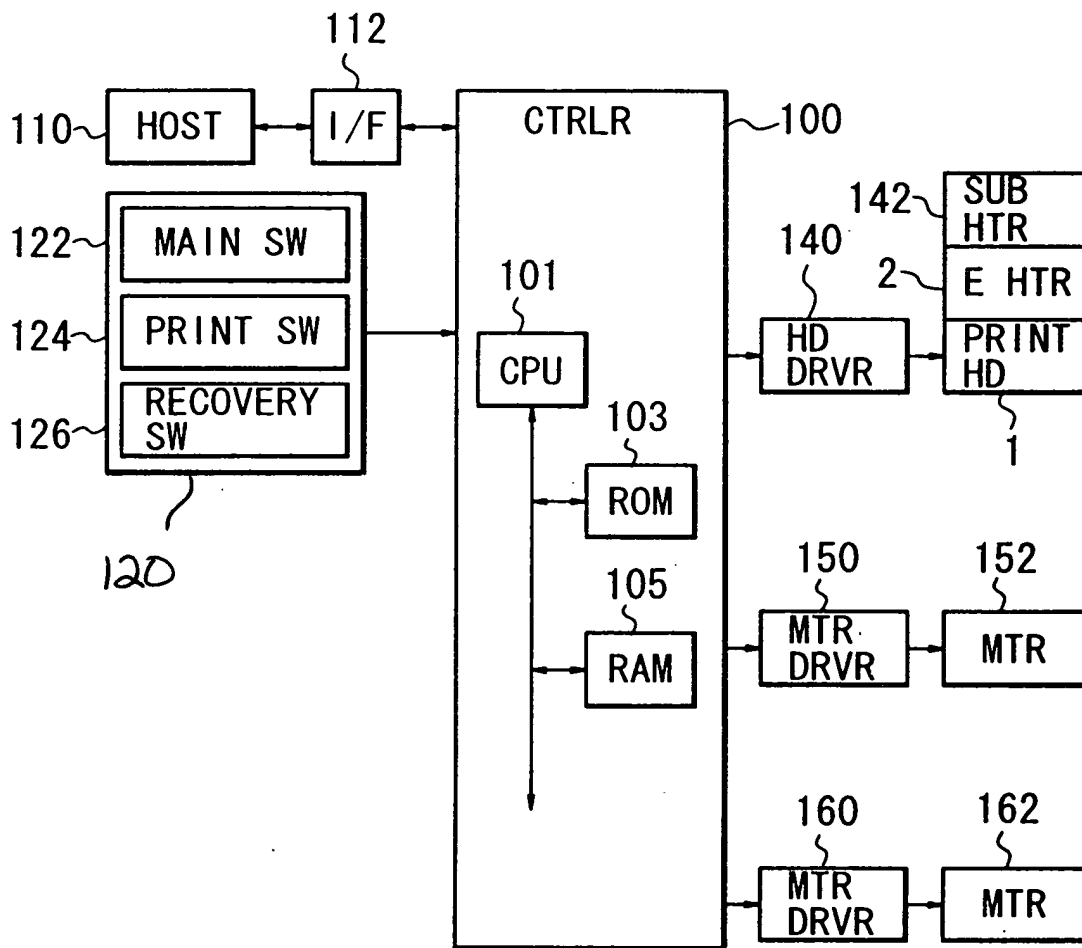 112
110
HOST
I/F
CTRLR
100
122
MAIN SW
124
PRINT SW
126
RECOVERY
SW
120
101
CPU
103
ROM
105
RAM
140
HD
DRVR
142
SUB
HTR
2
E HTR
PRINT
HD
1
150
MTR
DRVR
152
MTR
160
MTR
DRVR
162
MTR